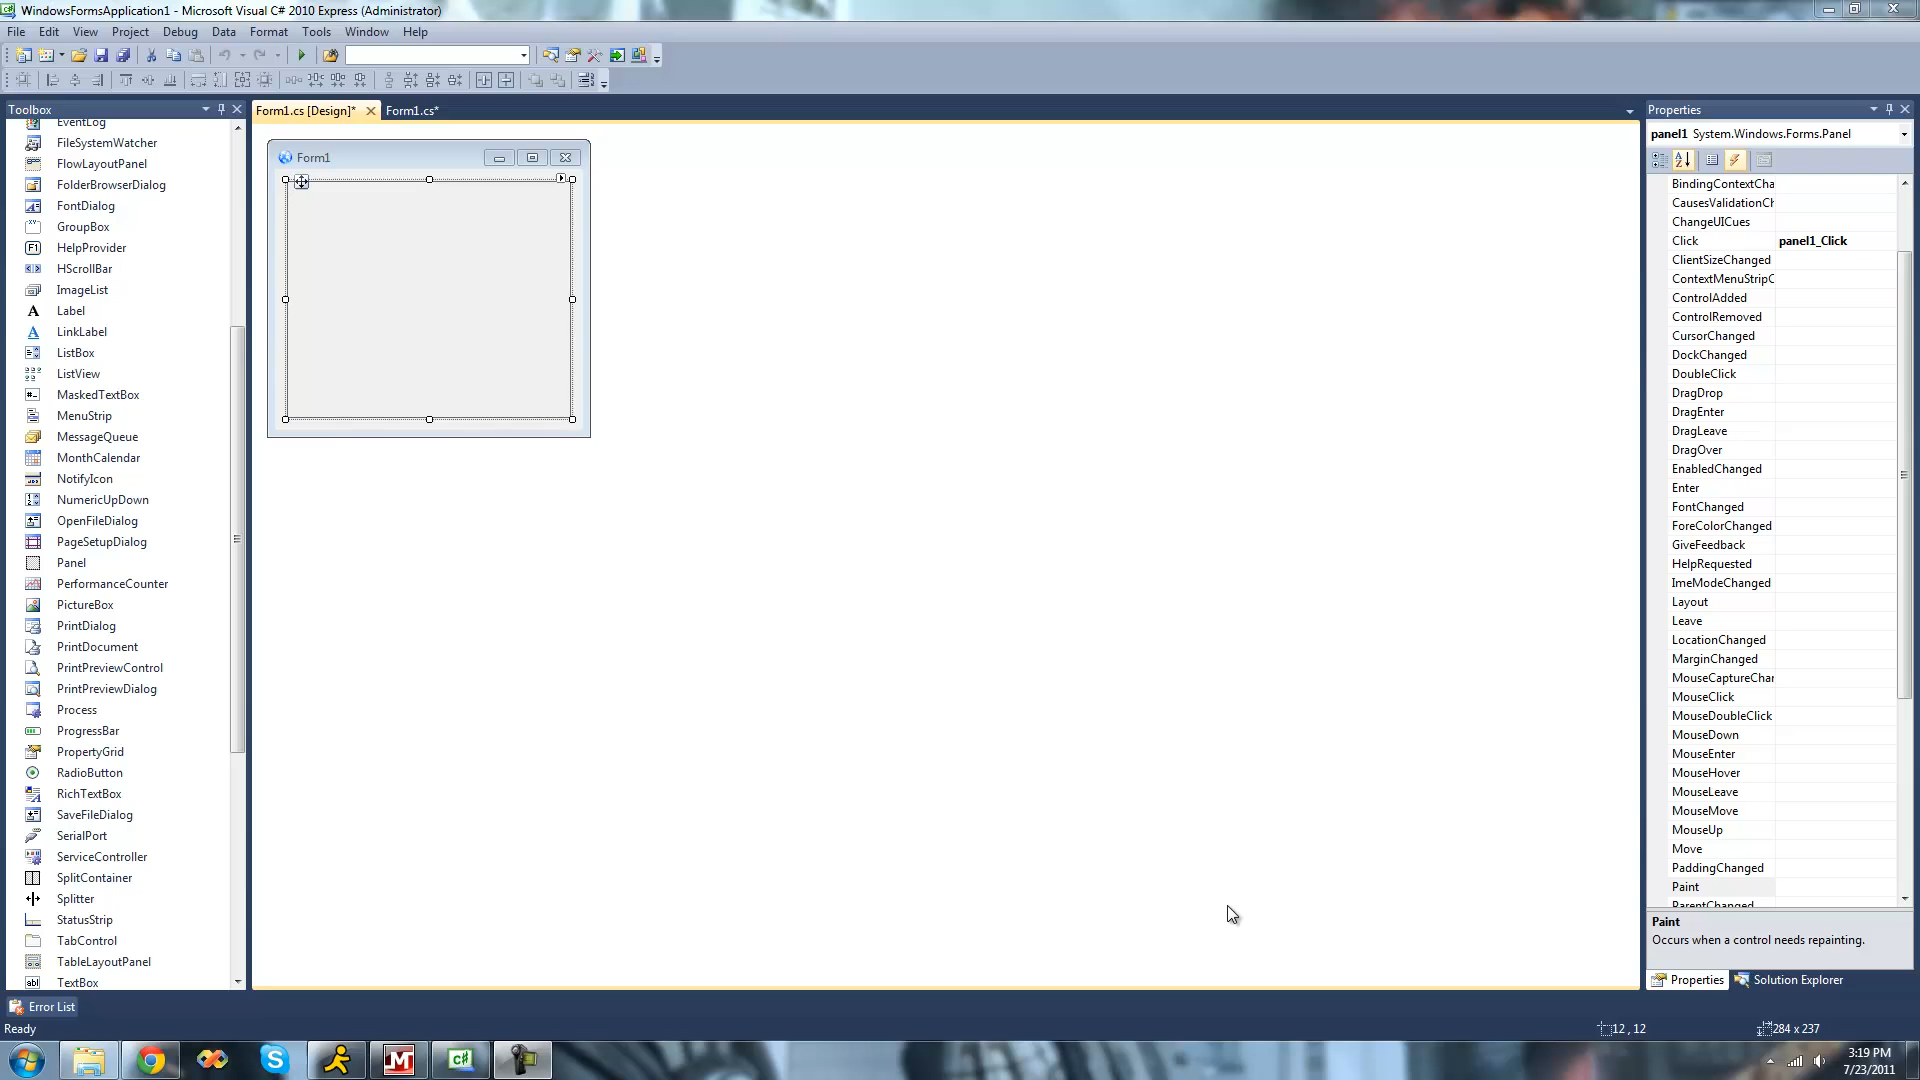 WindowsFormsApplication1 - Microsoft Visual C# 2010 Express (Administrator)
File Edit View Project Debug Data Format Tools Window Help
Toolbox
Form1.cs [Design]* Form1.cs*
Properties
EventLog
FileSystemWatcher
FlowLayoutPanel
FolderBrowserDialog
FontDialog
GroupBox
HelpProvider
HScrollBar
ImageList
Label
LinkLabel
ListBox
ListView
MaskedTextBox
MenuStrip
MessageQueue
MonthCalendar
NotifyIcon
NumericUpDown
OpenFileDialog
PageSetupDialog
Panel
PerformanceCounter
PictureBox
PrintDialog
PrintDocument
PrintPreviewControl
PrintPreviewDialog
Process
ProgressBar
PropertyGrid
RadioButton
RichTextBox
SaveFileDialog
SerialPort
ServiceController
SplitContainer
Splitter
StatusStrip
TabControl
TableLayoutPanel
TextBox
Form1
panel1 System.Windows.Forms.Panel
BindingContextCha
CausesValidationCh
ChangeUICues
Click panel1_Click
ClientSizeChanged
ContextMenuStripC
ControlAdded
ControlRemoved
CursorChanged
DockChanged
DoubleClick
DragDrop
DragEnter
DragLeave
DragOver
EnabledChanged
Enter
FontChanged
ForeColorChanged
GiveFeedback
HelpRequested
ImeModeChanged
Layout
Leave
LocationChanged
MarginChanged
MouseCaptureChar
MouseClick
MouseDoubleClick
MouseDown
MouseEnter
MouseHover
MouseLeave
MouseMove
MouseUp
Move
PaddingChanged
Paint
ParentChanged
Paint
Occurs when a control needs repainting.
Properties Solution Explorer
Error List
Ready
12 , 12
284 x 237
3:19 PM
7/23/2011